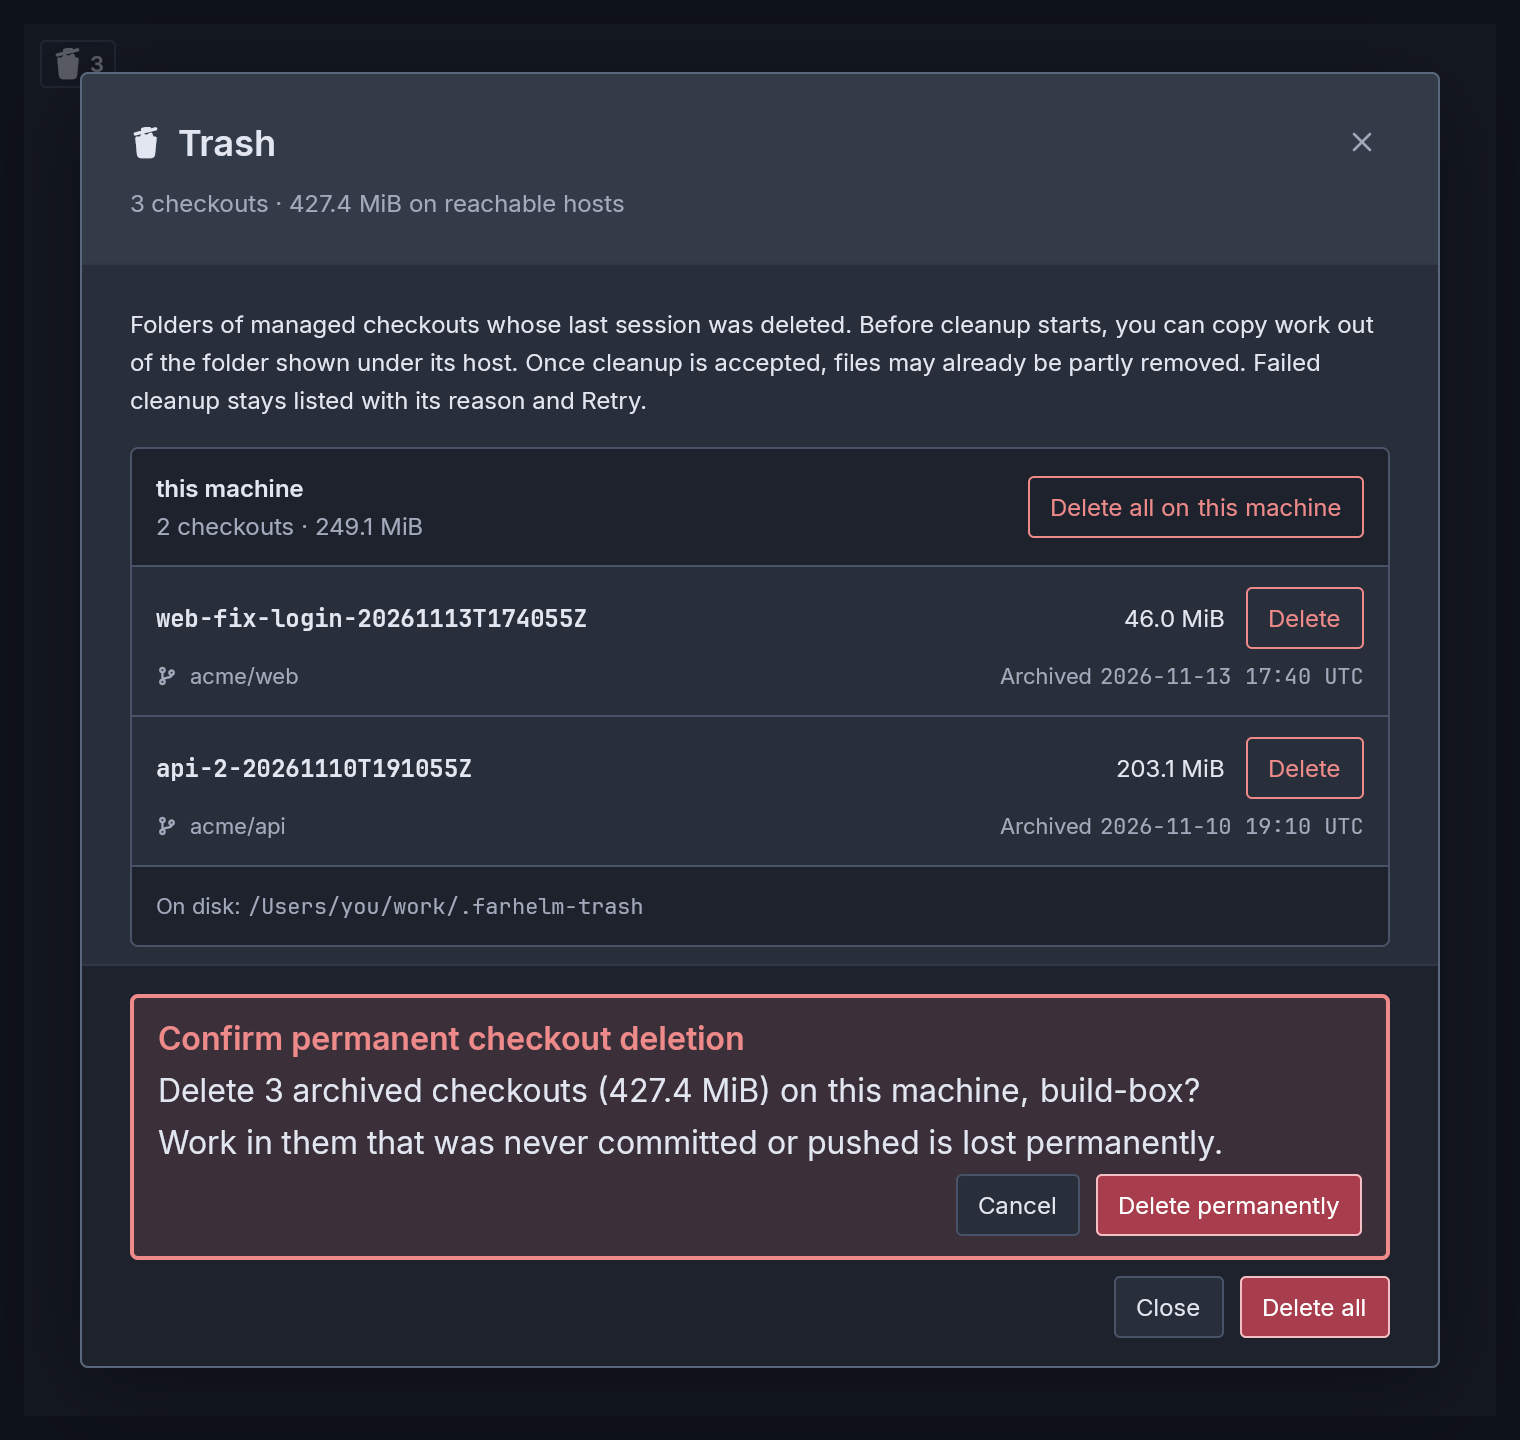 3
Trash
3 checkouts · 427.4 MiB on reachable hosts
Folders of managed checkouts whose last session was deleted. Before cleanup starts, you can copy work out
of the folder shown under its host. Once cleanup is accepted, files may already be partly removed. Failed
cleanup stays listed with its reason and Retry.
this machine
2 checkouts · 249.1 MiB
Delete all on this machine
web-fix-login-20261113T174055Z
46.0 MiB
Delete
acme/web
Archived 2026-11-13 17:40 UTC
api-2-20261110T191055Z
203.1 MiB
Delete
acme/api
Archived 2026-11-10 19:10 UTC
On disk: /Users/you/work/.farhelm-trash
Confirm permanent checkout deletion
Delete 3 archived checkouts (427.4 MiB) on this machine, build-box?
Work in them that was never committed or pushed is lost permanently.
Cancel
Delete permanently
Close
Delete all